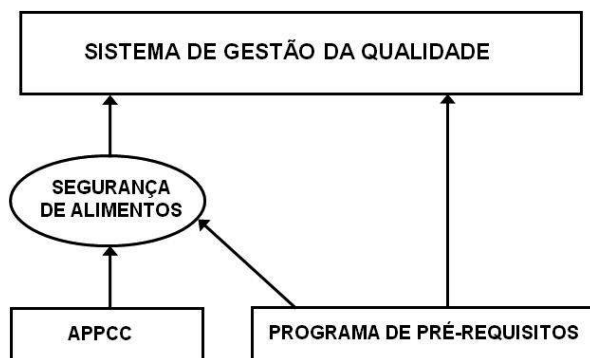 SISTEMA DE GESTÃO DA QUALIDADE
SEGURANÇA
DE ALIMENTOS
APPCC
PROGRAMA DE PRÉ-REQUISITOS